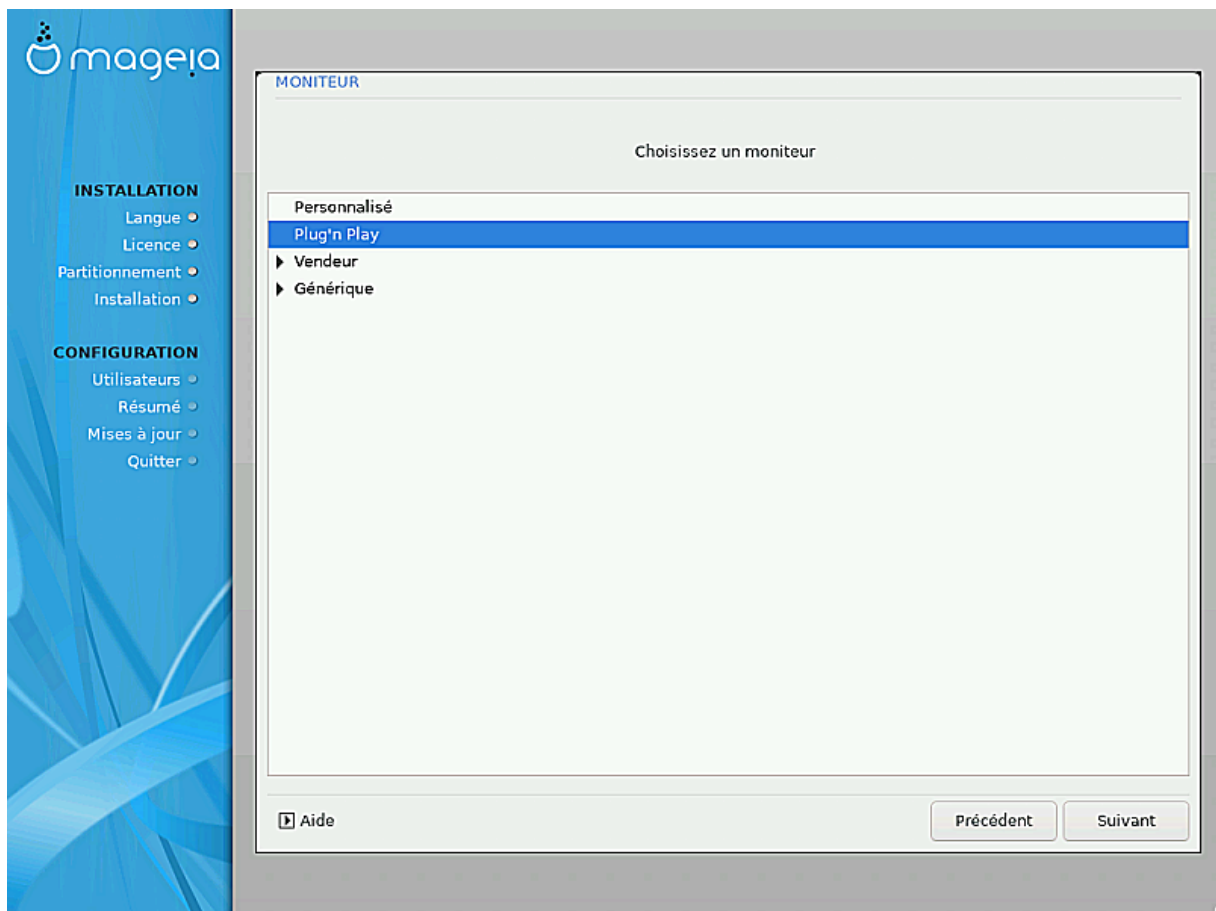 mageia
INSTALLATION
Langue
Licence
Partitionnement
Installation
CONFIGURATION
Utilisateurs
Résumé
Mises à jour
Quitter
MONITEUR
Choisissez un moniteur
Personnalisé
Plug'n Play
Vendeur
Générique
Aide
Précédent
Suivant